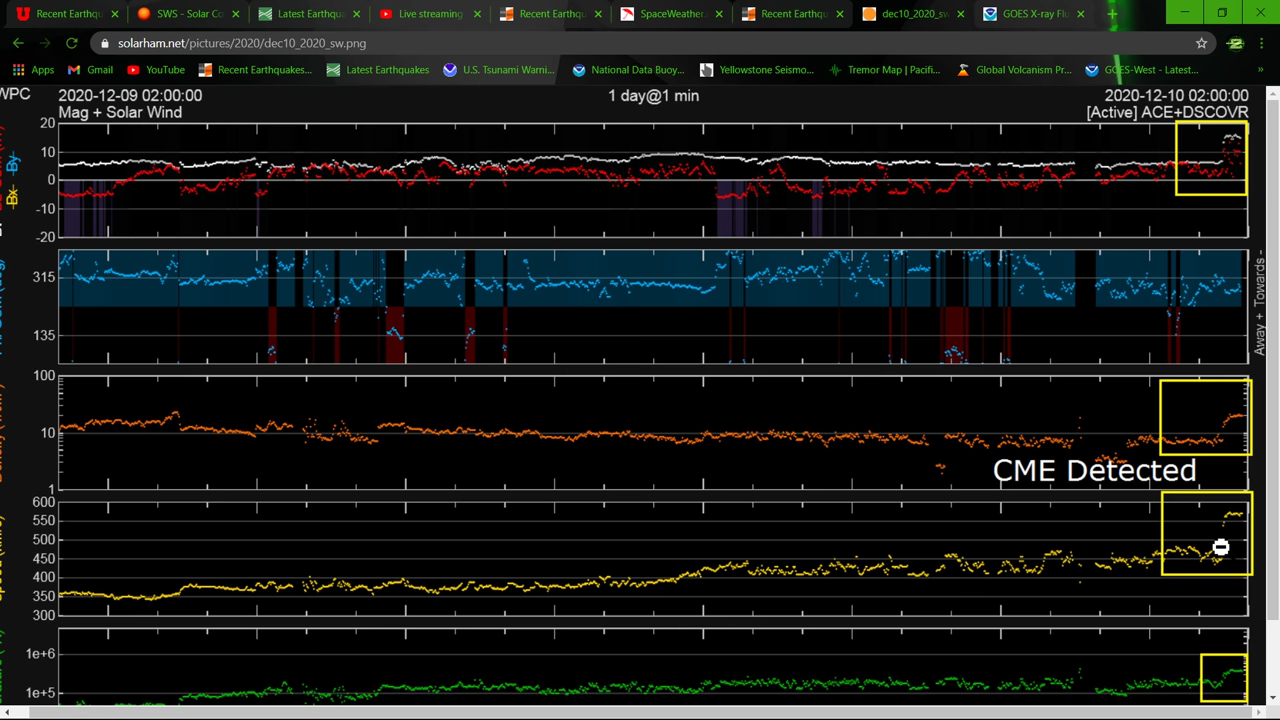 Recent Earthqu
SWS - Solar Co
Latest Earthqua
Live streaming
Recent Earthqu
SpaceWeather.
Recent Earthqu
dec10_2020_sw
GOES X-ray Flu
solarham.net/pictures/2020/dec10_2020_sw.png
Apps
Gmail
YouTube
Recent Earthquakes...
Latest Earthquakes
U.S. Tsunami Warni...
National Data Buoy...
Yellowstone Seismo...
Tremor Map | Pacifi...
Global Volcanism Pr...
GOES-West - Latest...
»
WPC
2020-12-09 02:00:00
1 day@1 min
2020-12-10 02:00:00
Mag + Solar Wind
[Active] ACE+DSCOVR
20
10
0
-10
-20
By
Bx
315
135
Away + Towards -
100
10
1
CME Detected
600
550
500
450
400
350
300
1e+6
1e+5